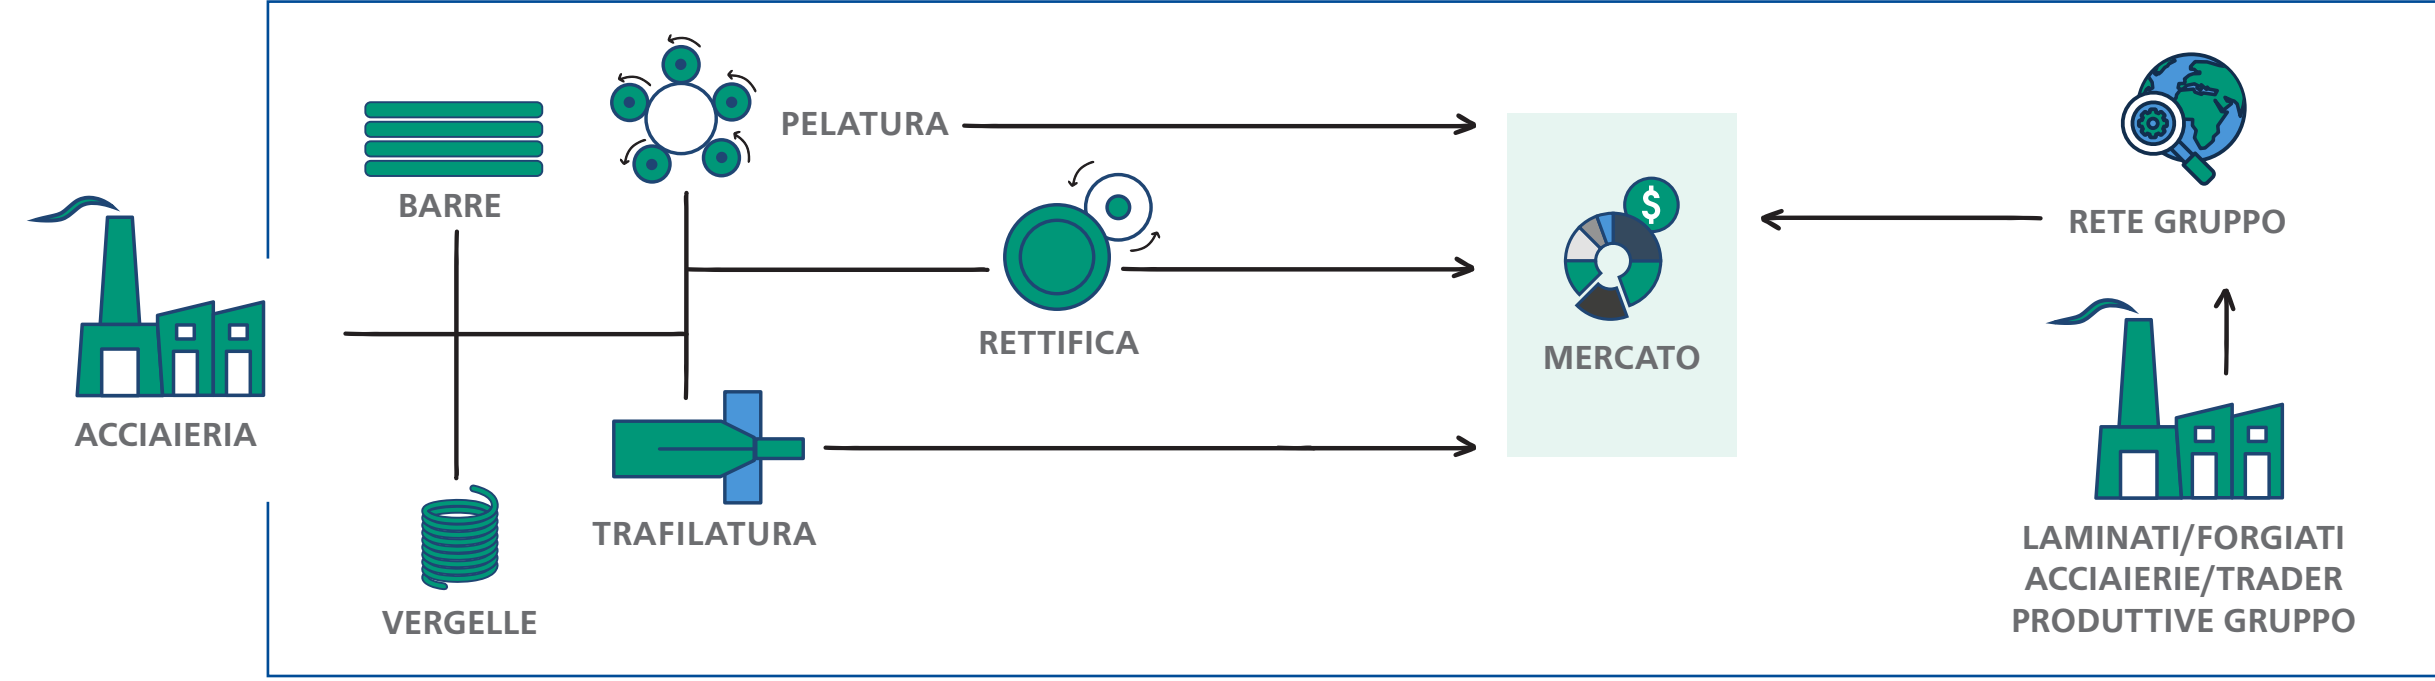 PELATURA
BARRE
RETE GRUPPO
RETTIFICA
MERCATO
ACCIAIERIA
TRAFILATURA
VERGELLE
LAMINATI/FORGIATI
ACCIAIERIE/TRADER
PRODUTTIVE GRUPPO
$